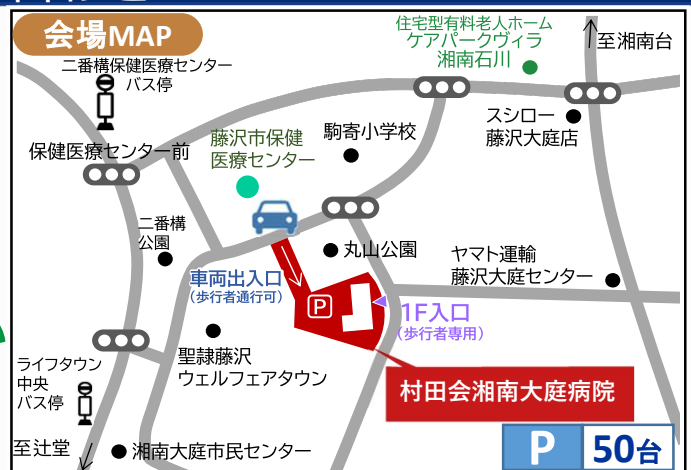 会場MAP
住宅型有料老人ホーム
ケアパークヴィラ
湘南石川
至湘南台
二番構保健医療センター
バス停
スシロー
藤沢大庭店
藤沢市保健
医療センター
駒寄小学校
保健医療センター前
二番構
公園
丸山公園
ヤマト運輸
藤沢大庭センター
車両出入口
(歩行者通行可)
P
1F入口
(歩行者専用)
聖隷藤沢
ウェルフェアタウン
ライフタウン
中央
バス停
村田会湘南大庭病院
至辻堂
湘南大庭市民センター
P 50台